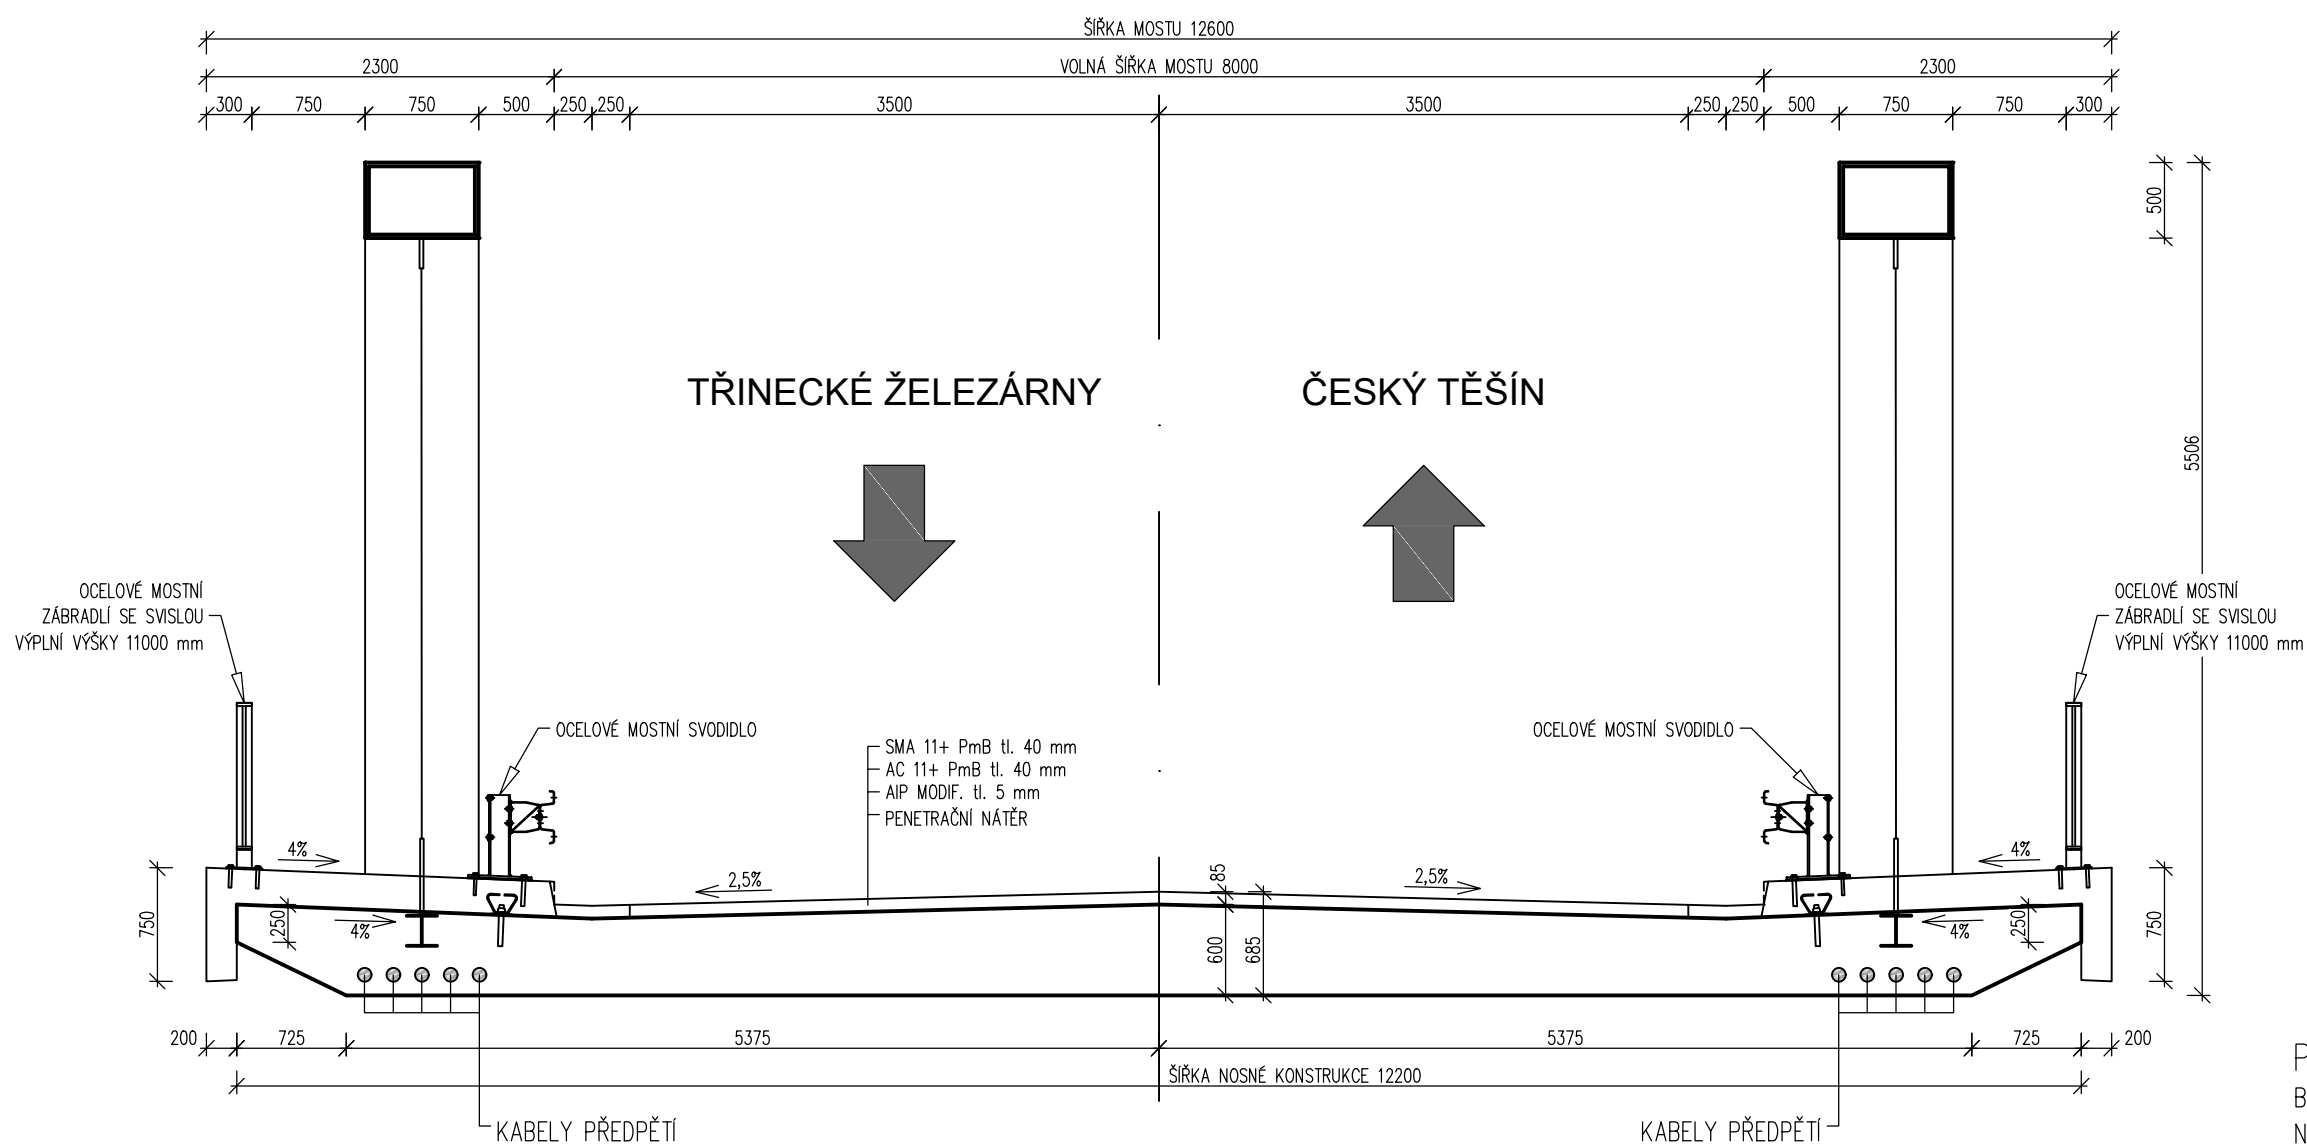 ŠÍŘKA MOSTU 12600
2300
VOLNÁ ŠÍŘKA MOSTU 8000
2300
300
750
750
500
250
250
3500
3500
250
250
500
750
750
300
500
5506
TŘINECKÉ ŽELEZÁRNY
ČESKÝ TĚŠÍN
OCELOVÉ MOSTNÍ
ZÁBRADLÍ SE SVISLOU
VÝPLNÍ VÝŠKY 11000 mm
OCELOVÉ MOSTNÍ
ZÁBRADLÍ SE SVISLOU
VÝPLNÍ VÝŠKY 11000 mm
OCELOVÉ MOSTNÍ SVODIDLO
OCELOVÉ MOSTNÍ SVODIDLO
SMA 11+ PmB tl. 40 mm
AC 11+ PmB tl. 40 mm
AIP MODIF. tl. 5 mm
PENETRAČNÍ NÁTĚR
4%
2,5%
85
2,5%
4%
750
250
4%
600
685
4%
250
750
200
725
5375
5375
725
200
ŠÍŘKA NOSNÉ KONSTRUKCE 12200
KABELY PŘEDPĚTÍ
KABELY PŘEDPĚTÍ
P
B
N